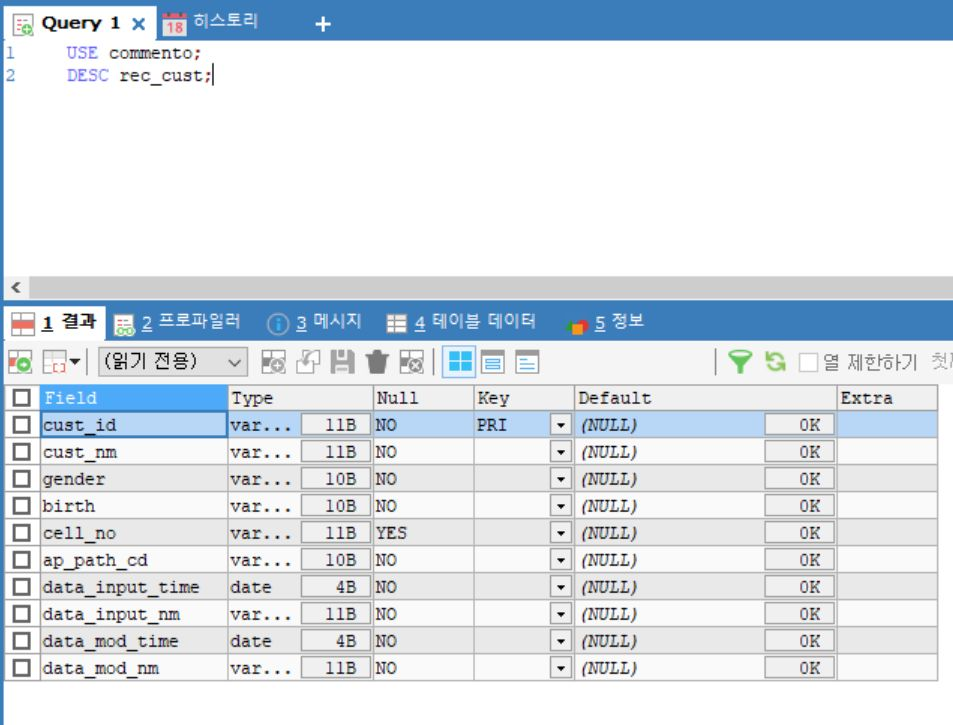 Query 1
18 히스토리
1 USE commento;
2 DESC rec_cust;
1 결과 2 프로파일러 3 메시지 4 테이블 데이터 5 정보
(읽기 전용) 열 제한하기
Field Type Null Key Default Extra
cust_id var... 11B NO PRI (NULL) 0K
cust_nm var... 11B NO (NULL) 0K
gender var... 10B NO (NULL) 0K
birth var... 10B NO (NULL) 0K
cell_no var... 11B YES (NULL) 0K
ap_path_cd var... 10B NO (NULL) 0K
data_input_time date 4B NO (NULL) 0K
data_input_nm var... 11B NO (NULL) 0K
data_mod_time date 4B NO (NULL) 0K
data_mod_nm var... 11B NO (NULL) 0K